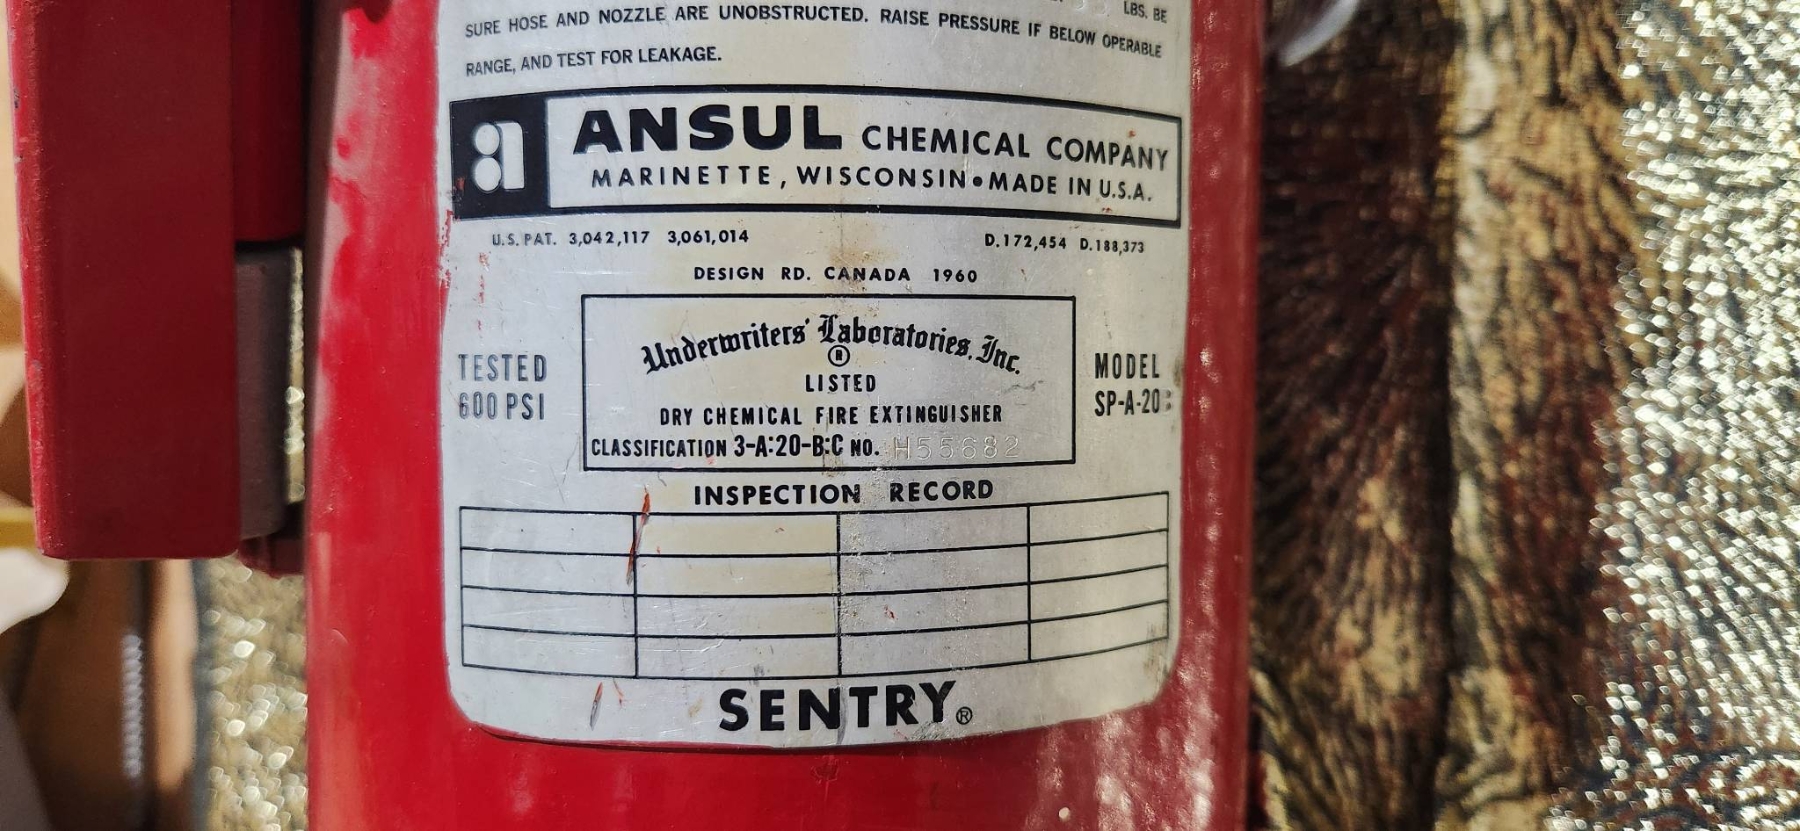 LBS. BE
SURE HOSE AND NOZZLE ARE UNOBSTRUCTED. RAISE PRESSURE IF BELOW OPERABLE
RANGE, AND TEST FOR LEAKAGE.
a ANSUL CHEMICAL COMPANY
MARINETTE, WISCONSIN • MADE IN U.S.A.
U.S. PAT. 3,042,117 3,061,014 D.172,454 D.188,373
DESIGN RD. CANADA 1960
Underwriters' Laboratories, Inc.
®
LISTED
TESTED
600 PSI
DRY CHEMICAL FIRE EXTINGUISHER
CLASSIFICATION 3-A:20-B:C NO. H55682
MODEL
SP-A-20
INSPECTION RECORD
SENTRY®